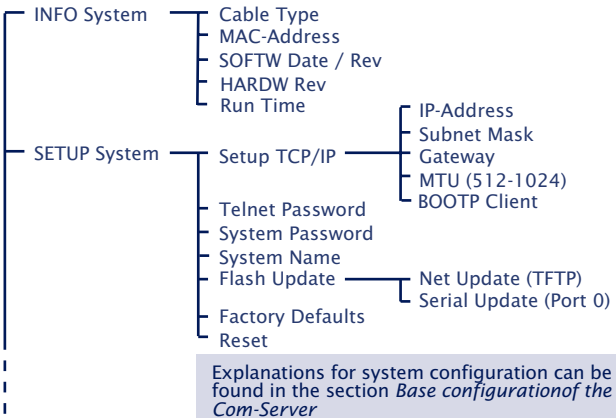 INFO System
Cable Type
MAC-Address
SOFTW Date / Rev
HARDW Rev
Run Time
SETUP System
Setup TCP/IP
IP-Address
Subnet Mask
Gateway
MTU (512-1024)
BOOTP Client
Telnet Password
System Password
System Name
Flash Update
Net Update (TFTP)
Serial Update (Port 0)
Factory Defaults
Reset
Explanations for system configuration can be
found in the section Base configurationof the
Com-Server